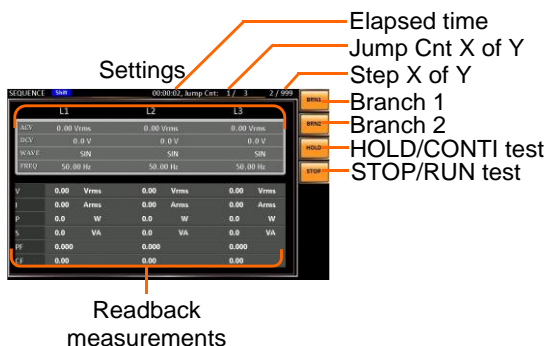 Elapsed time
Jump Cnt X of Y
Settings
Step X of Y
SEQUENCE Shift 00:00:02, Jump Cnt: 1 / 3 2 / 999
BRN1
Branch 1
L1 L2 L3
ACV 0.00 Vrms 0.00 Vrms 0.00 Vrms
BRN2
Branch 2
DCV 0.0 V 0.0 V 0.0 V
HOLD
HOLD/CONTI test
WAVE SIN SIN SIN
FREQ 50.00 Hz 50.00 Hz 50.00 Hz
STOP
STOP/RUN test
V 0.00 Vrms 0.00 Vrms 0.00 Vrms
I 0.00 Arms 0.00 Arms 0.00 Arms
P 0.0 W 0.0 W 0.0 W
S 0.0 VA 0.0 VA 0.0 VA
PF 0.000 0.000 0.000
CF 0.00 0.00 0.00
Readback
measurements